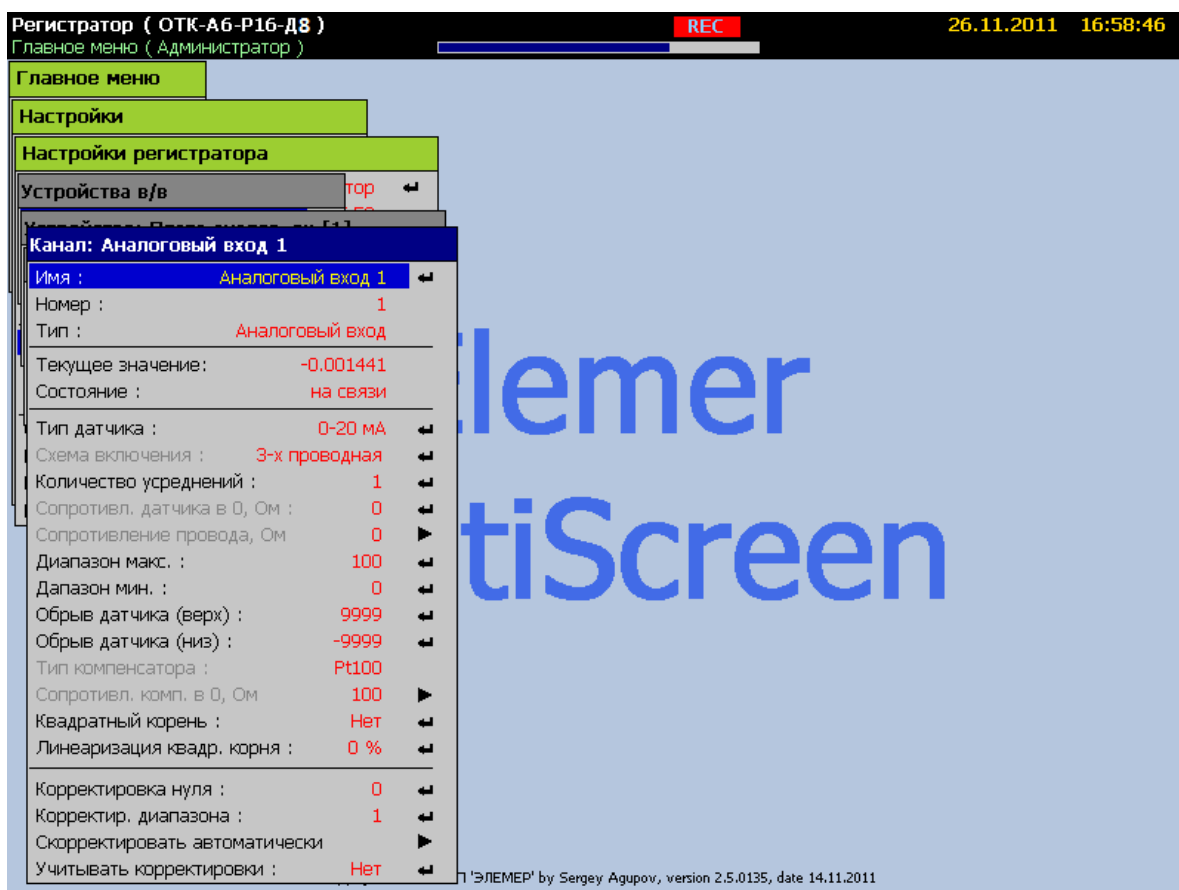 Регистратор ( ОТК-А6-Р16-Д8 )
REC
26.11.2011 16:58:46
Главное меню ( Администратор )
Главное меню
Настройки
Настройки регистратора
Устройства в/в
тор
Канал: Аналоговый вход 1
Имя : Аналоговый вход 1
Номер : 1
Тип : Аналоговый вход
Текущее значение: -0.001441
Состояние : на связи
Тип датчика : 0-20 мА
Схема включения : 3-х проводная
Количество усреднений : 1
Сопротивл. датчика в 0, Ом : 0
Сопротивление провода, Ом 0
Диапазон макс. : 100
Дапазон мин. : 0
Обрыв датчика (верх) : 9999
Обрыв датчика (низ) : -9999
Тип компенсатора : Pt100
Сопротивл. комп. в 0, Ом 100
Квадратный корень : Нет
Линеаризация квадр. корня : 0 %
Корректировка нуля : 0
Корректир. диапазона : 1
Скорректировать автоматически
Учитывать корректировки : Нет
Elemer
tiScreen
П 'ЭЛЕМЕР' by Sergey Agupov, version 2.5.0135, date 14.11.2011